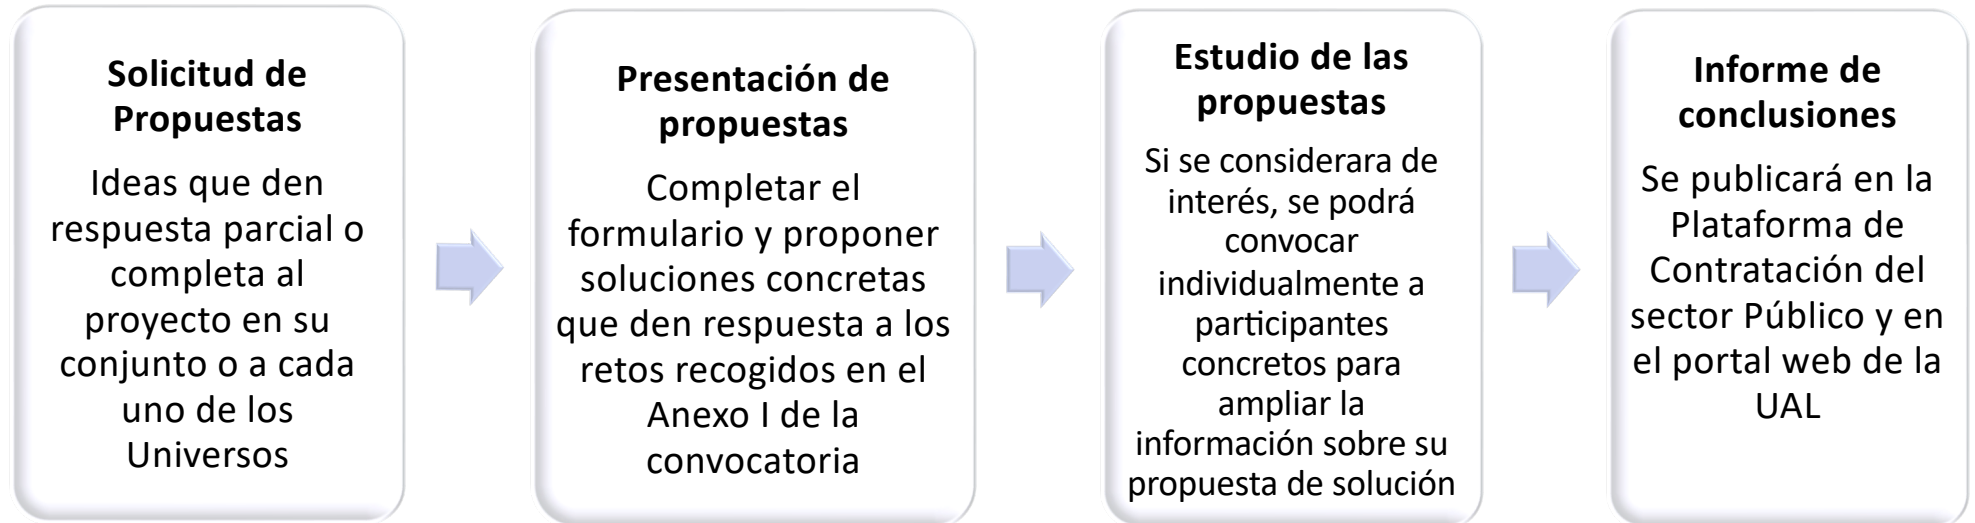 Solicitud de
Propuestas
Ideas que den
respuesta parcial o
completa al
proyecto en su
conjunto o a cada
uno de los
Universos
Presentación de
propuestas
Completar el
formulario y proponer
soluciones concretas
que den respuesta a los
retos recogidos en el
Anexo I de la
convocatoria
Estudio de las
propuestas
Si se considerara de
interés, se podrá
convocar
individualmente a
participantes
concretos para
ampliar la
información sobre su
propuesta de solución
Informe de
conclusiones
Se publicará en la
Plataforma de
Contratación del
sector Público y en
el portal web de la
UAL